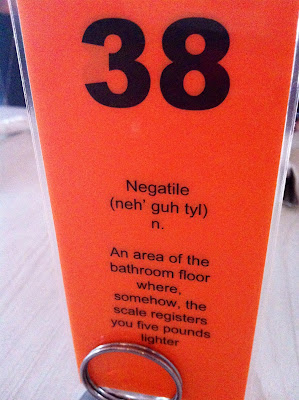 38
Negatile
(neh' guh tyl)
n.
An area of the
bathroom floor
where,
somehow, the
scale registers
you five pounds
lighter